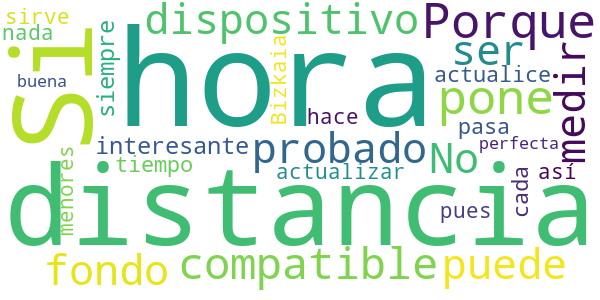 sirve
nada
buena
Si
siempre
dispositivo
hora
Bizkaia
hace
Porque
ser
actualice
pone
medir
interesante
probado
No
pasa
perfecta
menores
tiempo
actualizar
así
distancia
pues
cada
fondo
compatible
puede